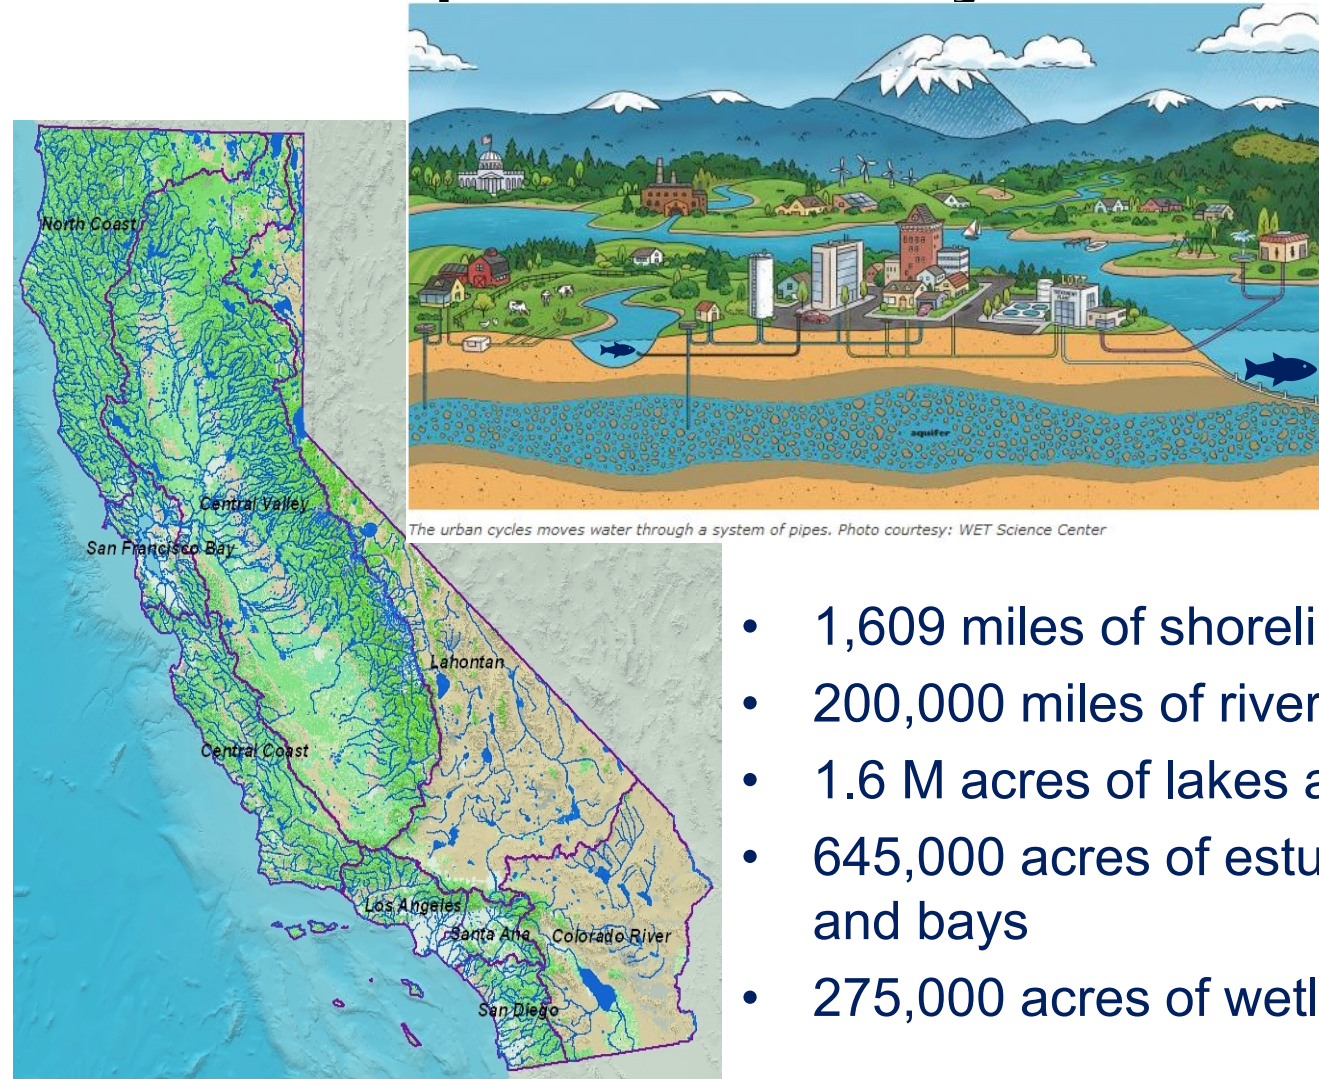 The urban cycles moves water through a system of pipes. Photo courtesy: WET Science Center
aquifer
North Coast
Central Valley
San Francisco Bay
Lahontan
Central Coast
Los Angeles
Santa Ana
Colorado River
San Diego
• 1,609 miles of shoreli
• 200,000 miles of river
• 1.6 M acres of lakes a
• 645,000 acres of estu
and bays
• 275,000 acres of wetl